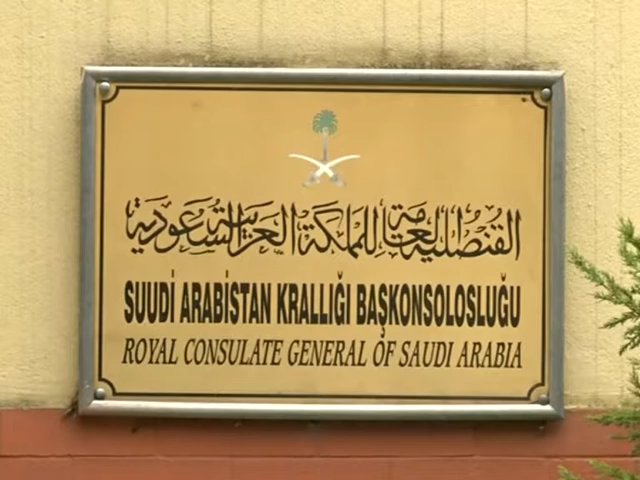 القنصلية العامة للمملكة العربية السعودية
SUUDİ ARABİSTAN KRALLIĞI BAŞKONSOLOSLUĞU
ROYAL CONSULATE GENERAL OF SAUDI ARABIA